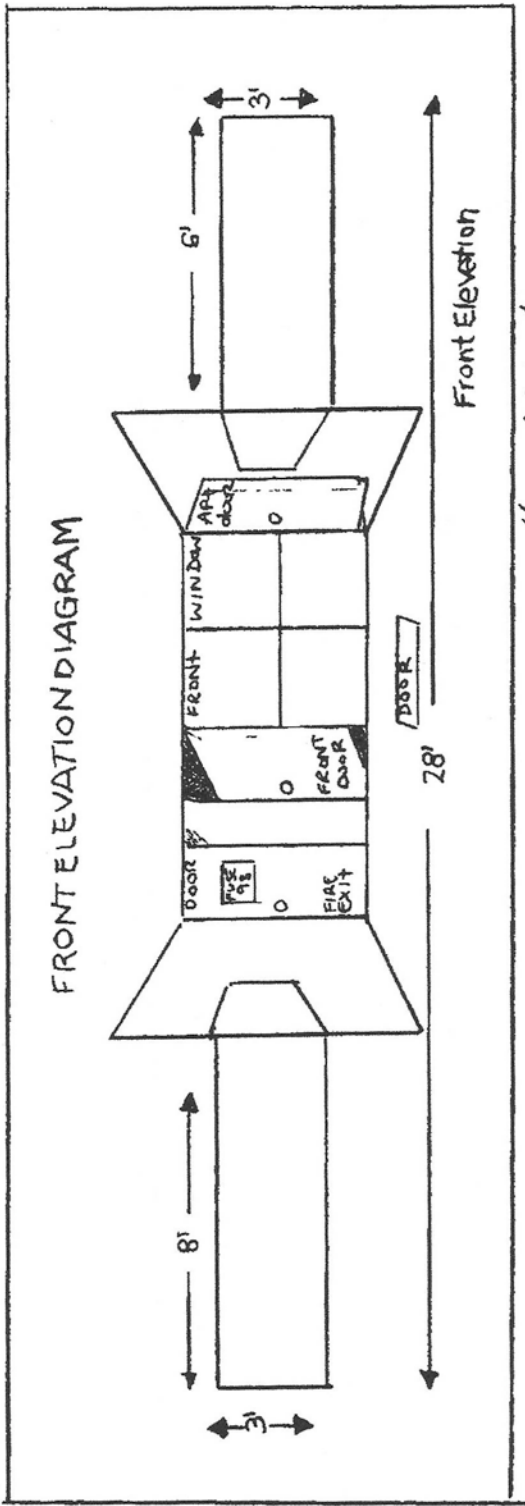 FRONT ELEVATION DIAGRAM
8'
6'
3'
3'
DOOR
FUSE
98
FIRE
EXIT
FRONT
DOOR
FRONT WINDOW
APT
door
DOOR
28'
Front Elevation